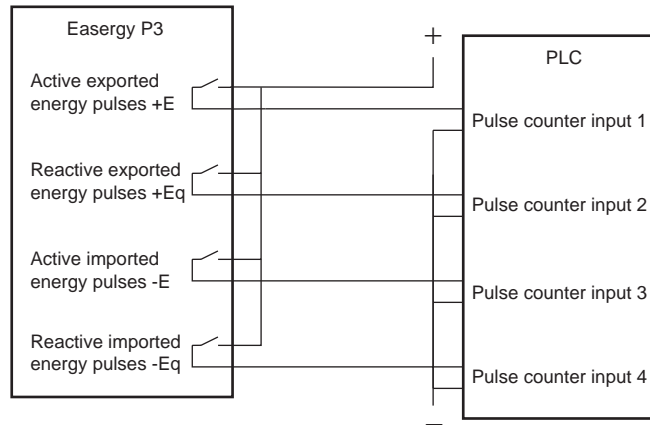 Easergy P3
Active exported
energy pulses +E
Reactive exported
energy pulses +Eq
Active imported
energy pulses -E
Reactive imported
energy pulses -Eq
+
PLC
Pulse counter input 1
Pulse counter input 2
Pulse counter input 3
Pulse counter input 4
–